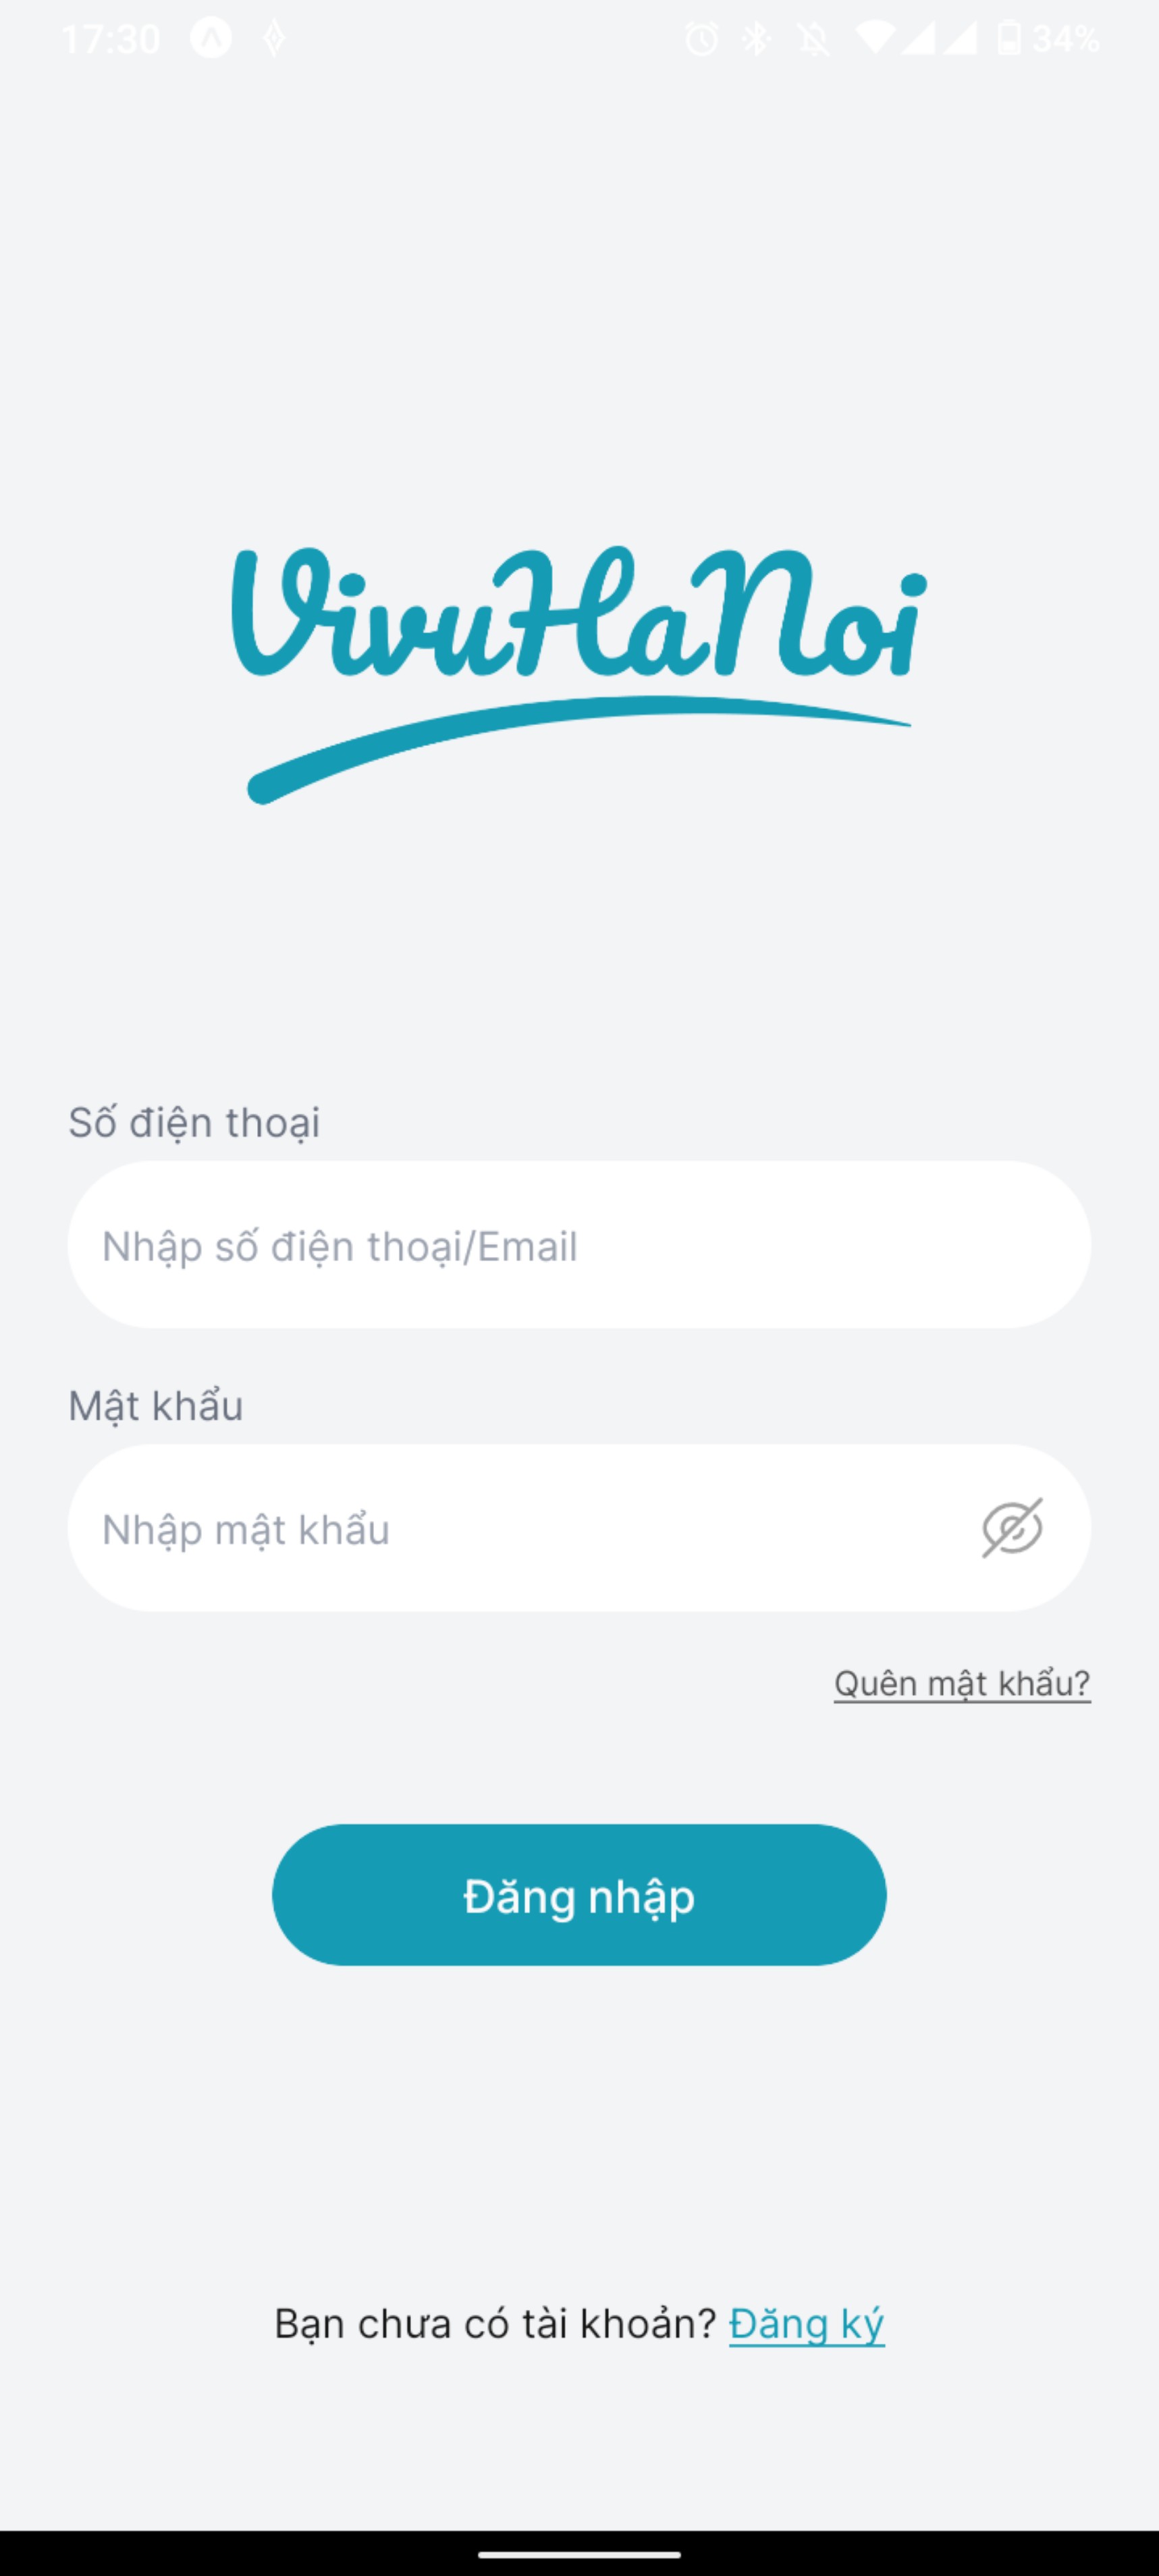 17:30
34%
VivuHaNoi
Số điện thoại
Nhập số điện thoại/Email
Mật khẩu
Nhập mật khẩu
Quên mật khẩu?
Đăng nhập
Bạn chưa có tài khoản? Đăng ký